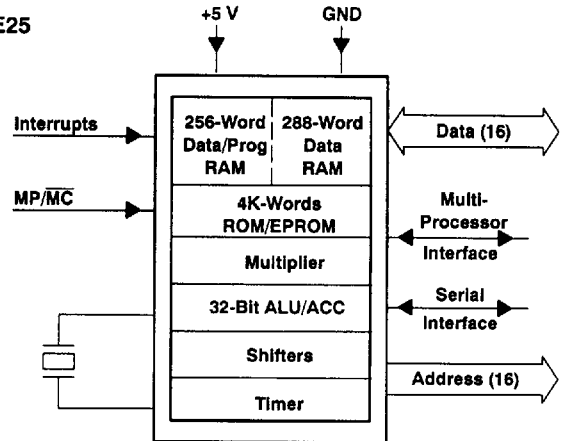 E25
+5 V
GND
Interrupts
MP/M̅C̅
256-Word
Data/Prog
RAM
288-Word
Data
RAM
4K-Words
ROM/EPROM
Multiplier
32-Bit ALU/ACC
Shifters
Timer
Data (16)
Multi-
Processor
Interface
Serial
Interface
Address (16)